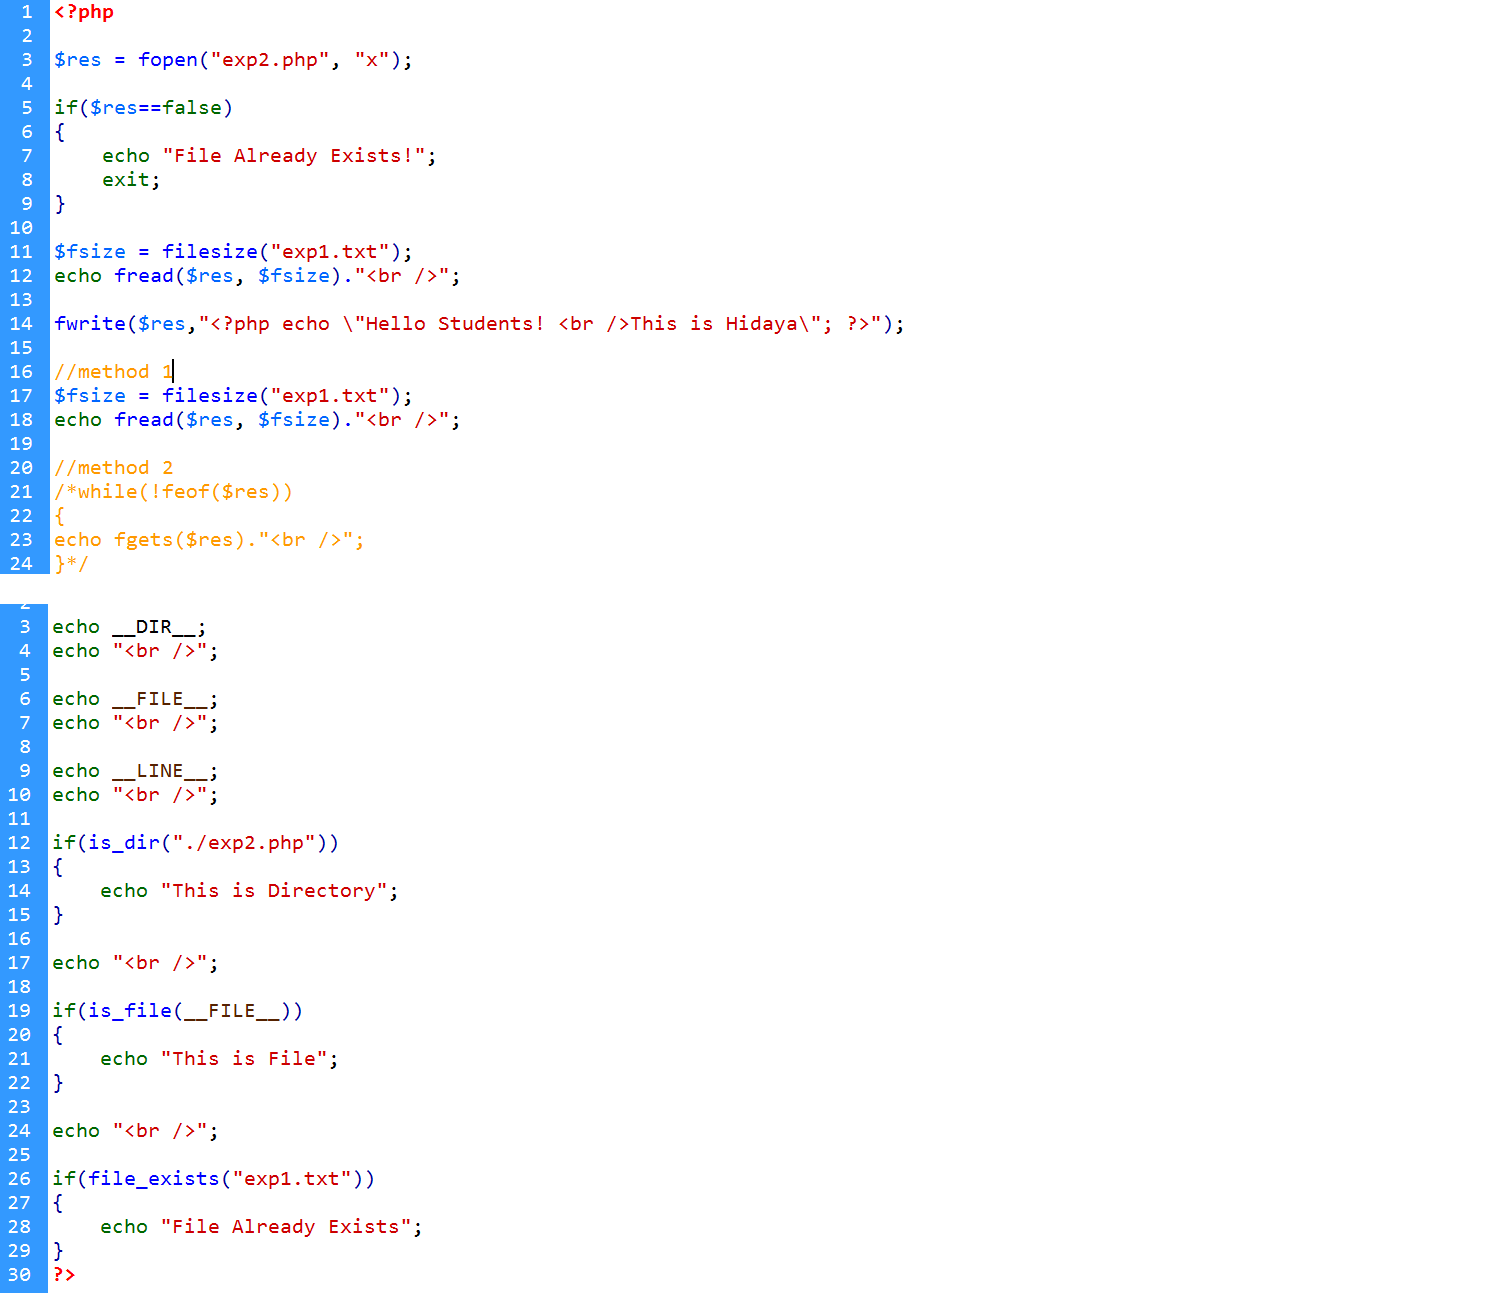 1 <?php
2
3 $res = fopen("exp2.php", "x");
4
5 if($res==false)
6 {
7     echo "File Already Exists!";
8     exit;
9 }
10
11 $fsize = filesize("exp1.txt");
12 echo fread($res, $fsize)."<br />";
13
14 fwrite($res,"<?php echo \"Hello Students! <br />This is Hidaya\"; ?>");
15
16 //method 1
17 $fsize = filesize("exp1.txt");
18 echo fread($res, $fsize)."<br />";
19
20 //method 2
21 /*while(!feof($res))
22 {
23 echo fgets($res)."<br />";
24 }*/
2
3 echo __DIR__;
4 echo "<br />";
5
6 echo __FILE__;
7 echo "<br />";
8
9 echo __LINE__;
10 echo "<br />";
11
12 if(is_dir("./exp2.php"))
13 {
14     echo "This is Directory";
15 }
16
17 echo "<br />";
18
19 if(is_file(__FILE__))
20 {
21     echo "This is File";
22 }
23
24 echo "<br />";
25
26 if(file_exists("exp1.txt"))
27 {
28     echo "File Already Exists";
29 }
30 ?>